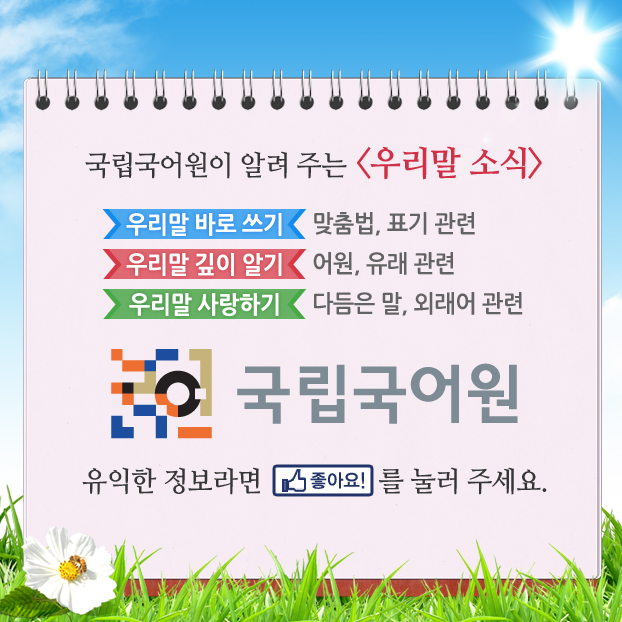 국립국어원이 알려 주는 <우리말 소식>
우리말 바로 쓰기 맞춤법, 표기 관련
우리말 깊이 알기 어원, 유래 관련
우리말 사랑하기 다듬은 말, 외래어 관련
국립국어원
유익한 정보라면 좋아요! 를 눌러 주세요.